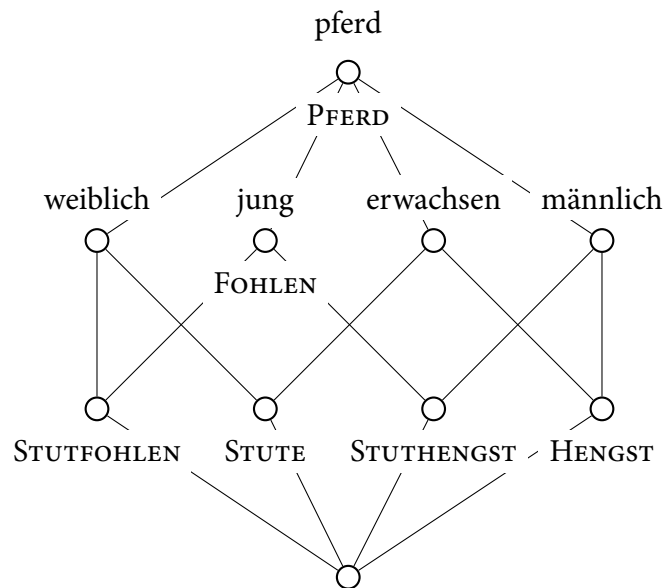 pferd
PFERD
weiblich jung erwachsen männlich
FOHLEN
STUTFOHLEN STUTE STUTHENGST HENGST